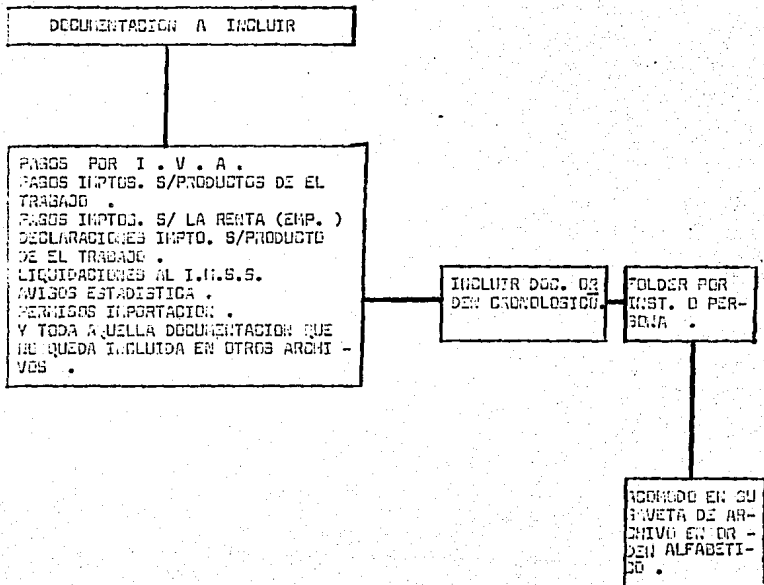 DOCUMENTACION A INCLUIR
PAGOS POR I . V . A .
PAGOS IMPTOS. S/PRODUCTOS DE EL
TRABAJO .
PAGOS IMPTOS. S/ LA RENTA (EMP. )
DECLARACIONES IMPTO. S/PRODUCTO
DE EL TRABAJO .
LIQUIDACIONES AL I.M.S.S.
AVISOS ESTADISTICA .
PERMISOS IMPORTACION .
Y TODA AQUELLA DOCUMENTACION QUE
NO QUEDA INCLUIDA EN OTROS ARCHI -
VOS .
INCLUIR DOC. OR
DEN CRONOLOGICO.
FOLDER POR
INST. O PER-
SONA .
ACOMODO EN SU
GAVETA DE AR-
CHIVO EN OR -
DEN ALFABETI-
CO .